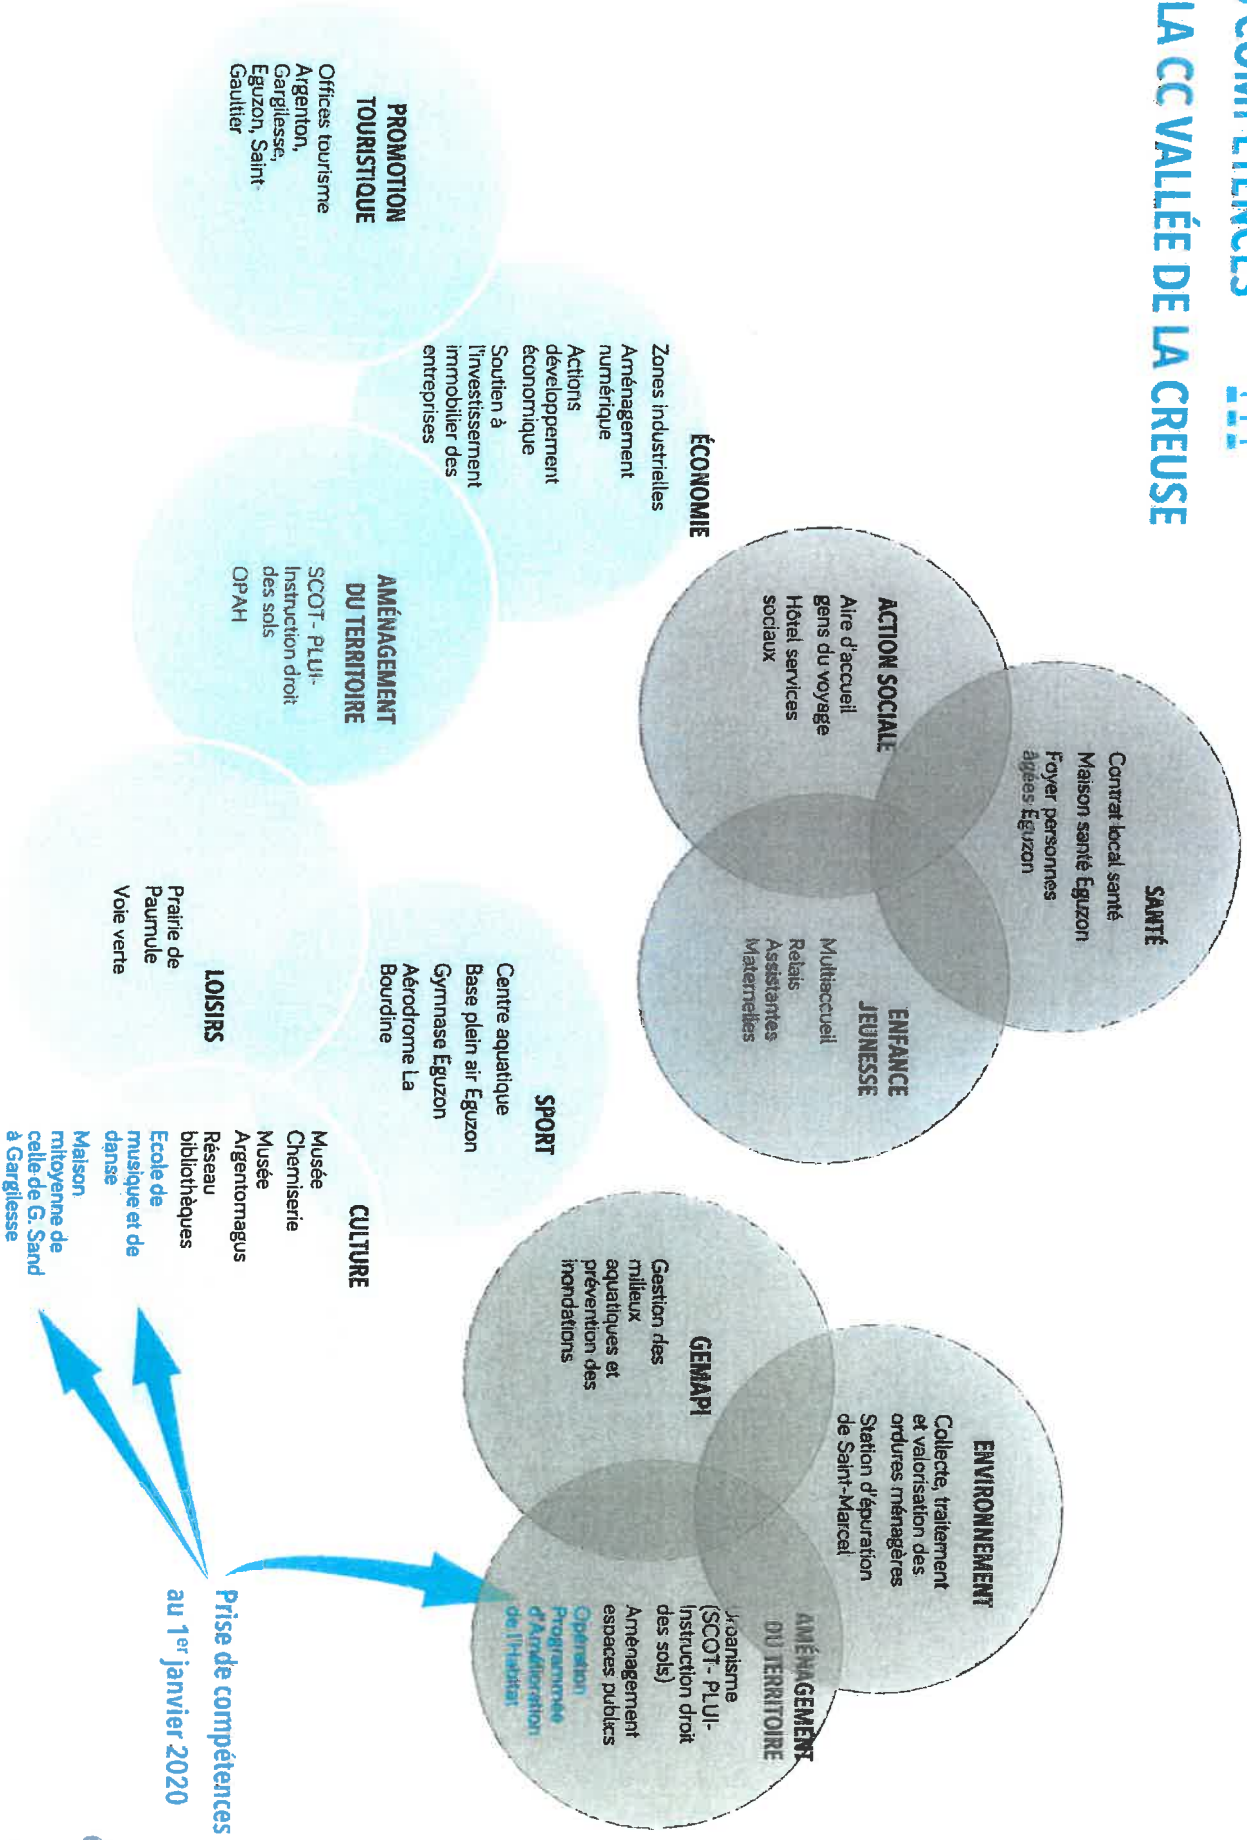 COMPÉTENCES
LA CC VALLÉE DE LA CREUSE
SANTÉ
Contrat local santé
Maison santé Eguzon
Foyer personnes
âgées Eguzon
ACTION SOCIALE
Aire d'accueil
gens du voyage
Hôtel services
sociaux
ENFANCE
JEUNESSE
Multiaccueil
Relais
Assistantes
Maternelles
ENVIRONNEMENT
Collecte, traitement
et valorisation des
ordures ménagères
Station d'épuration
de Saint-Marcel
GEMAPI
Gestion des
milieux
aquatiques et
prévention des
inondations
AMÉNAGEMENT
DU TERRITOIRE
Urbanisme
(SCOT- PLUI-
Instruction droit
des sols)
Aménagement
espaces publics
Opération
Programmée
d'Amélioration
de l'Habitat
ÉCONOMIE
Zones industrielles
Aménagement
numérique
Actions
développement
économique
Soutien à
l'investissement
immobilier des
entreprises
PROMOTION
TOURISTIQUE
Offices tourisme
Argenton,
Gargilesse,
Eguzon, Saint-
Gaultier
AMÉNAGEMENT
DU TERRITOIRE
SCOT- PLUI-
Instruction droit
des sols
OPAH
SPORT
Centre aquatique
Base plein air Eguzon
Gymnase Eguzon
Aérodrome La
Bourdine
LOISIRS
Prairie de
Paumule
Voie verte
CULTURE
Musée
Chemiserie
Musée
Argentomagus
Réseau
bibliothèques
Ecole de
musique et de
danse
Maison
mitoyenne de
celle de G. Sand
à Gargilesse
Prise de compétences
au 1er janvier 2020